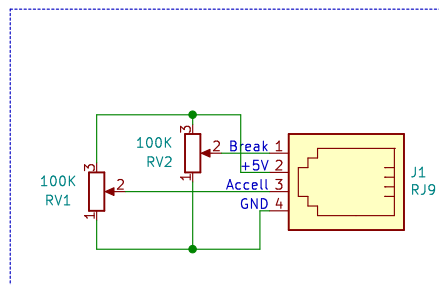 3
100K
RV2
2
1
Break 1
+5V 2
Accell 3
GND 4
J1
RJ9
3
100K
RV1
2
1